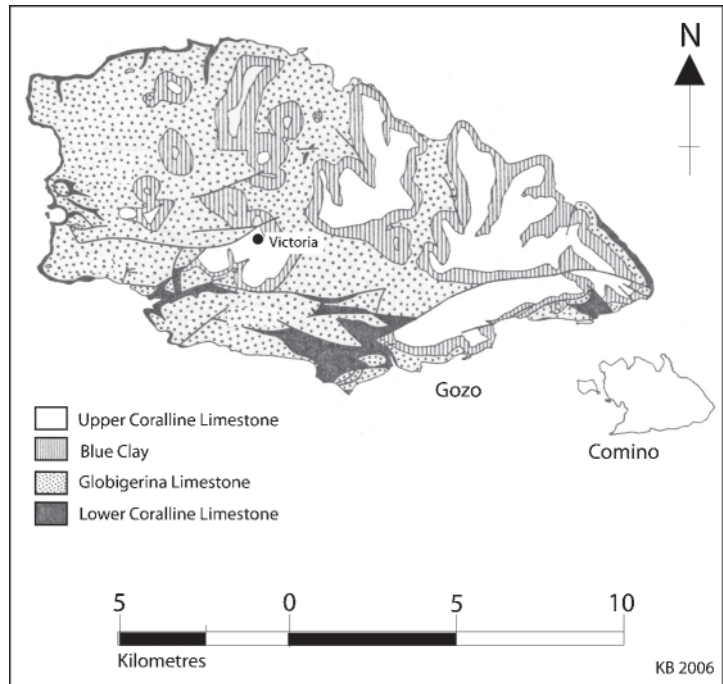 N
Victoria
Gozo
Comino
Upper Coralline Limestone
Blue Clay
Globigerina Limestone
Lower Coralline Limestone
5 0 5 10
Kilometres
KB 2006